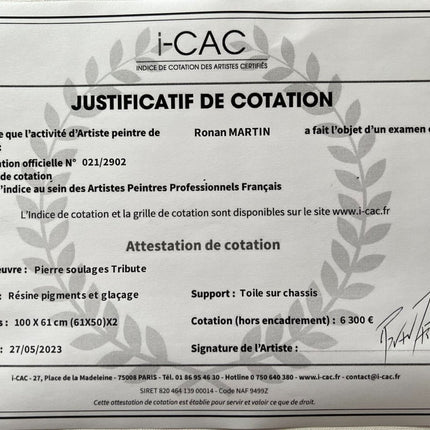 i-CAC
INDICE DE COTATION DES ARTISTES CERTIFIÉS
JUSTIFICATIF DE COTATION
e que l'activité d'Artiste peintre de Ronan MARTIN a fait l'objet d'un examen
:
tion officielle N° 021/2902
de cotation
l'indice au sein des Artistes Peintres Professionnels Français
L'Indice de cotation et la grille de cotation sont disponibles sur le site www.i-cac.fr
Attestation de cotation
uvre : Pierre soulages Tribute
: Résine pigments et glaçage Support : Toile sur chassis
s : 100 X 61 cm (61X50)X2 Cotation (hors encadrement) : 6 300 €
: 27/05/2023 Signature de l'Artiste :
i-CAC - 27, Place de la Madeleine - 75008 PARIS - Tél. 01 86 95 46 30 - Hotline 0 750 640 380 - www.i-cac.fr - contact@i-cac.fr
SIRET 820 464 139 00014 - Code NAF 9499Z
Cette attestation de cotation est établie pour servir et valoir ce que de droit.